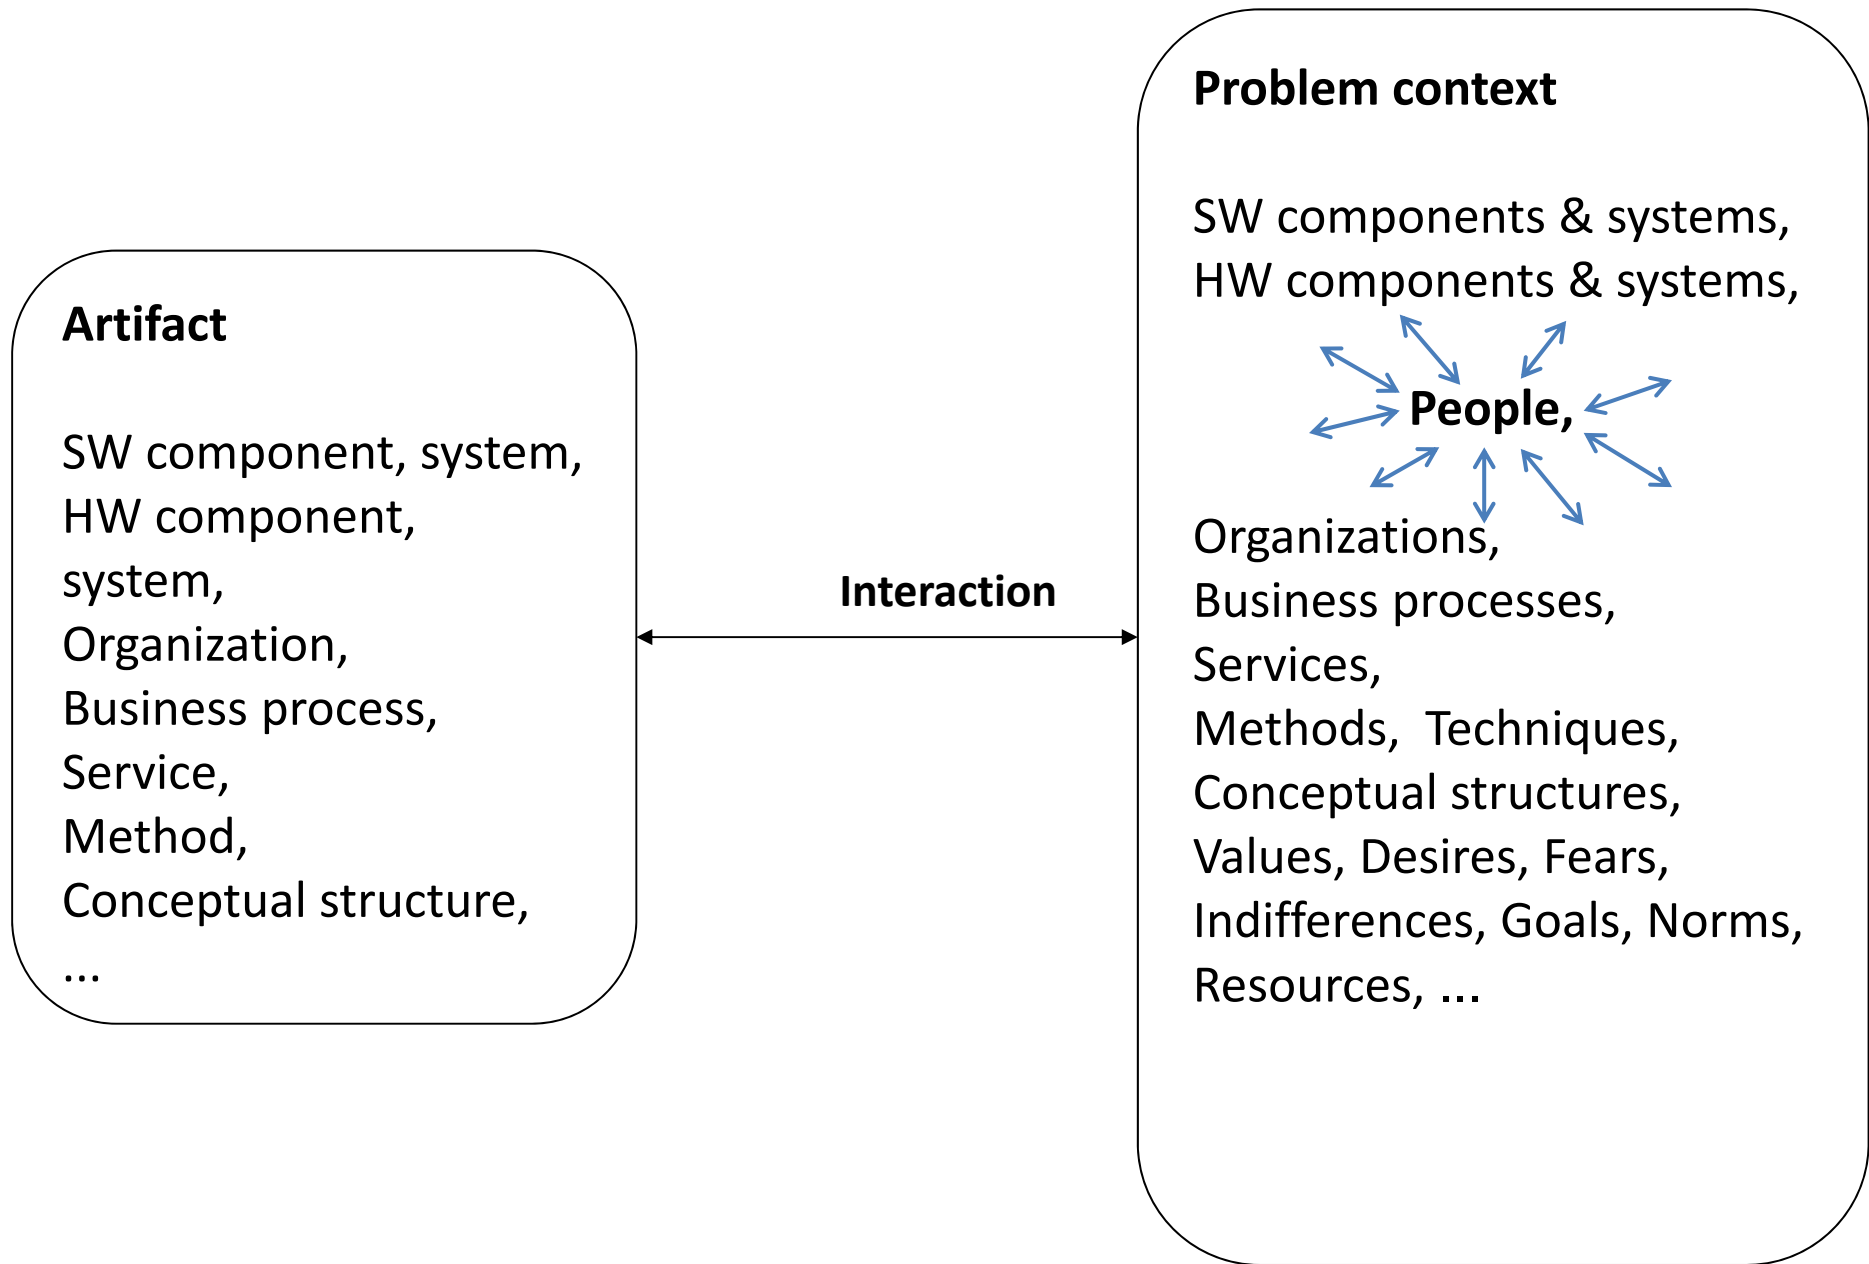 Artifact
SW component, system,
HW component,
system,
Organization,
Business process,
Service,
Method,
Conceptual structure,
...
Interaction
Problem context
SW components & systems,
HW components & systems,
People,
Organizations,
Business processes,
Services,
Methods,  Techniques,
Conceptual structures,
Values, Desires, Fears,
Indifferences, Goals, Norms,
Resources, ...